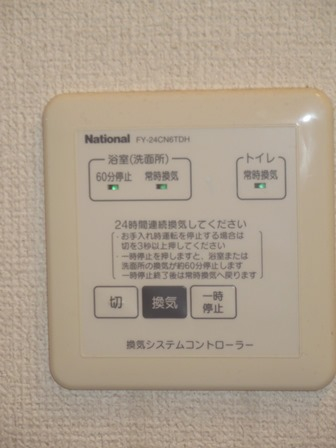 National FY-24CN6TDH
浴室(洗面所) トイレ
60分停止 常時換気 常時換気
24時間連続換気してください
・お手入れ時運転を停止する場合は
切を3秒以上押してください
・一時停止を押しますと、浴室または
洗面所の換気が約60分停止します
・一時停止終了後は常時換気へ戻ります
切 換気 一時
停止
換気システムコントローラー